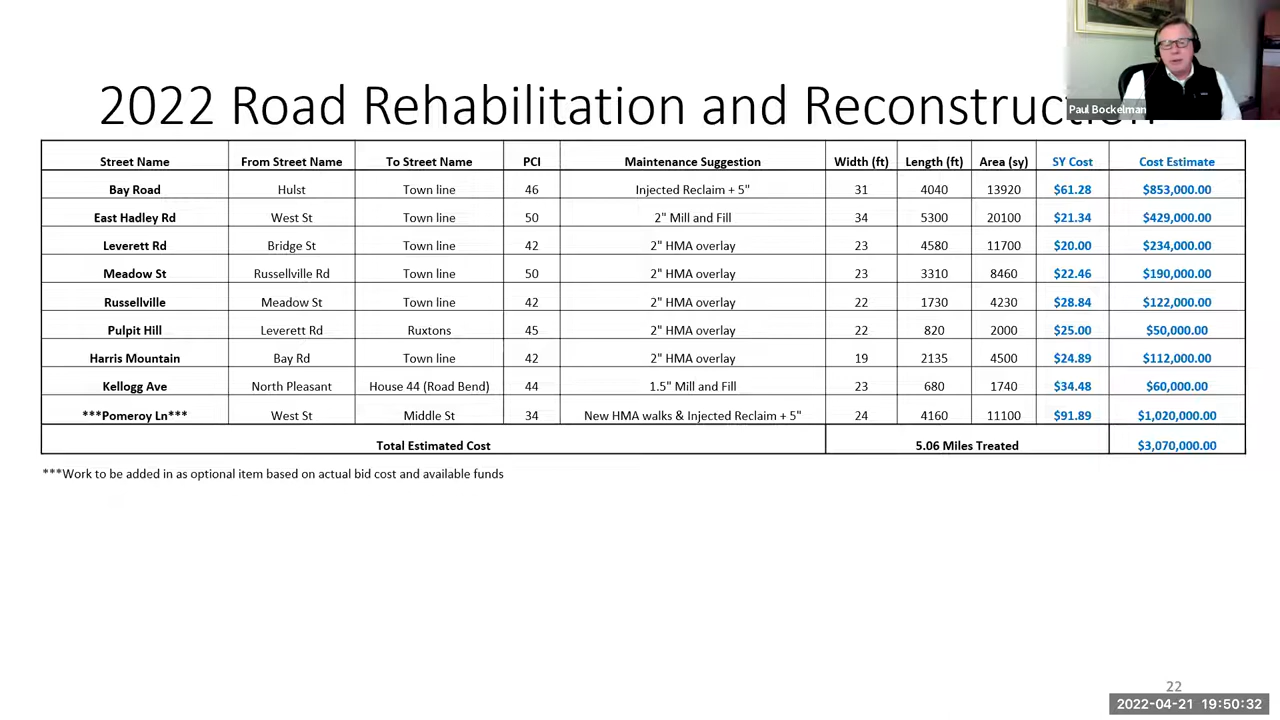 2022 Road Rehabilitation and Reconstruction
Paul Bockelman
Street Name From Street Name To Street Name PCI Maintenance Suggestion Width (ft) Length (ft) Area (sy) SY Cost Cost Estimate
Bay Road Hulst Town line 46 Injected Reclaim + 5" 31 4040 13920 $61.28 $853,000.00
East Hadley Rd West St Town line 50 2" Mill and Fill 34 5300 20100 $21.34 $429,000.00
Leverett Rd Bridge St Town line 42 2" HMA overlay 23 4580 11700 $20.00 $234,000.00
Meadow St Russellville Rd Town line 50 2" HMA overlay 23 3310 8460 $22.46 $190,000.00
Russellville Meadow St Town line 42 2" HMA overlay 22 1730 4230 $28.84 $122,000.00
Pulpit Hill Leverett Rd Ruxtons 45 2" HMA overlay 22 820 2000 $25.00 $50,000.00
Harris Mountain Bay Rd Town line 42 2" HMA overlay 19 2135 4500 $24.89 $112,000.00
Kellogg Ave North Pleasant House 44 (Road Bend) 44 1.5" Mill and Fill 23 680 1740 $34.48 $60,000.00
***Pomeroy Ln*** West St Middle St 34 New HMA walks & Injected Reclaim + 5" 24 4160 11100 $91.89 $1,020,000.00
Total Estimated Cost 5.06 Miles Treated $3,070,000.00
***Work to be added in as optional item based on actual bid cost and available funds
22
2022-04-21 19:50:32